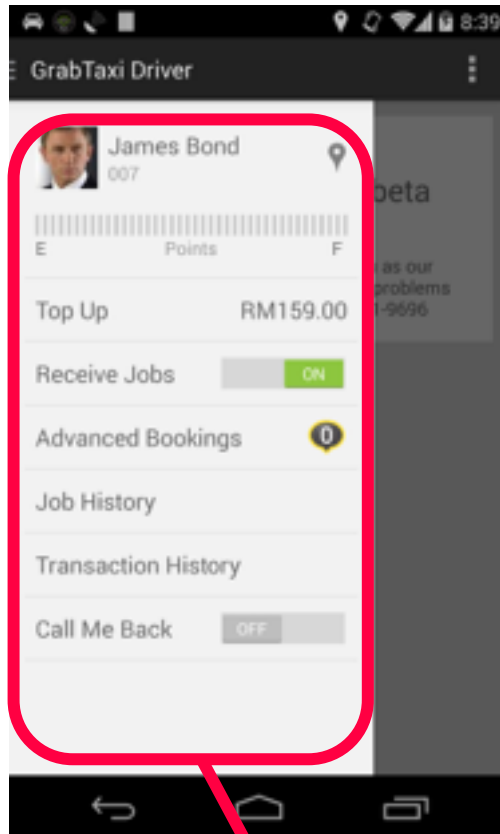 8:39
GrabTaxi Driver
James Bond
007
E Points F
Top Up RM159.00
Receive Jobs ON
Advanced Bookings 0
Job History
Transaction History
Call Me Back OFF
beta
as our
problems
1-9696